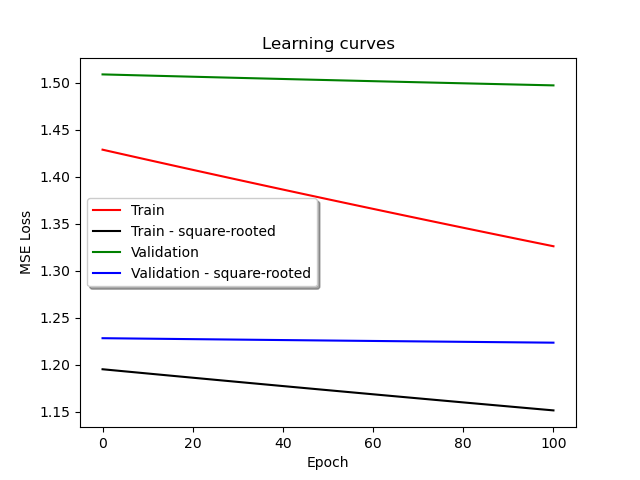 Learning curves
MSE Loss
1.50
1.45
1.40
1.35
1.30
1.25
1.20
1.15
Train
Train - square-rooted
Validation
Validation - square-rooted
0
20
40
60
80
100
Epoch